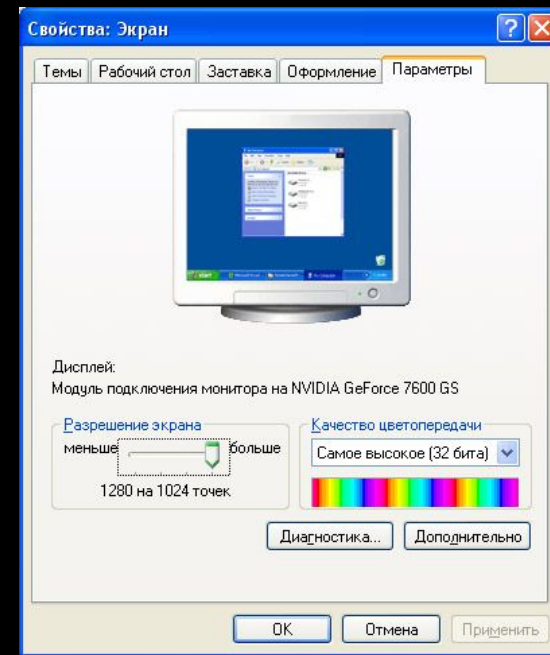 Свойства: Экран
Темы Рабочий стол Заставка Оформление Параметры
Дисплей:
Модуль подключения монитора на NVIDIA GeForce 7600 GS
Разрешение экрана
меньше больше
1280 на 1024 точек
Качество цветопередачи
Самое высокое (32 бита)
Диагностика... Дополнительно
OK Отмена Применить